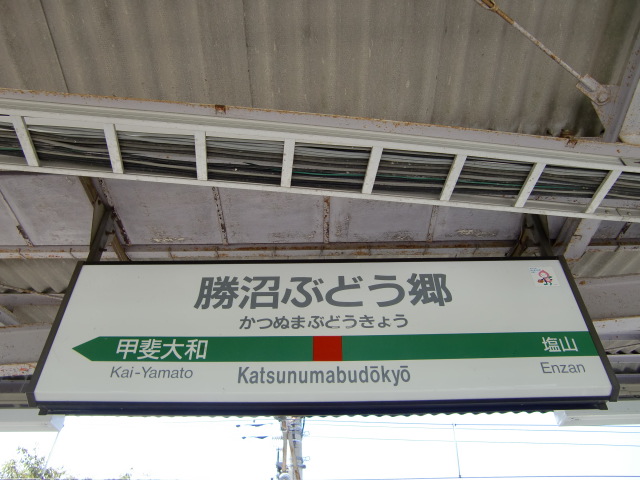 勝沼ぶどう郷
かつぬまぶどうきょう
甲斐大和 塩山
Kai-Yamato Katsunumabudōkyō Enzan